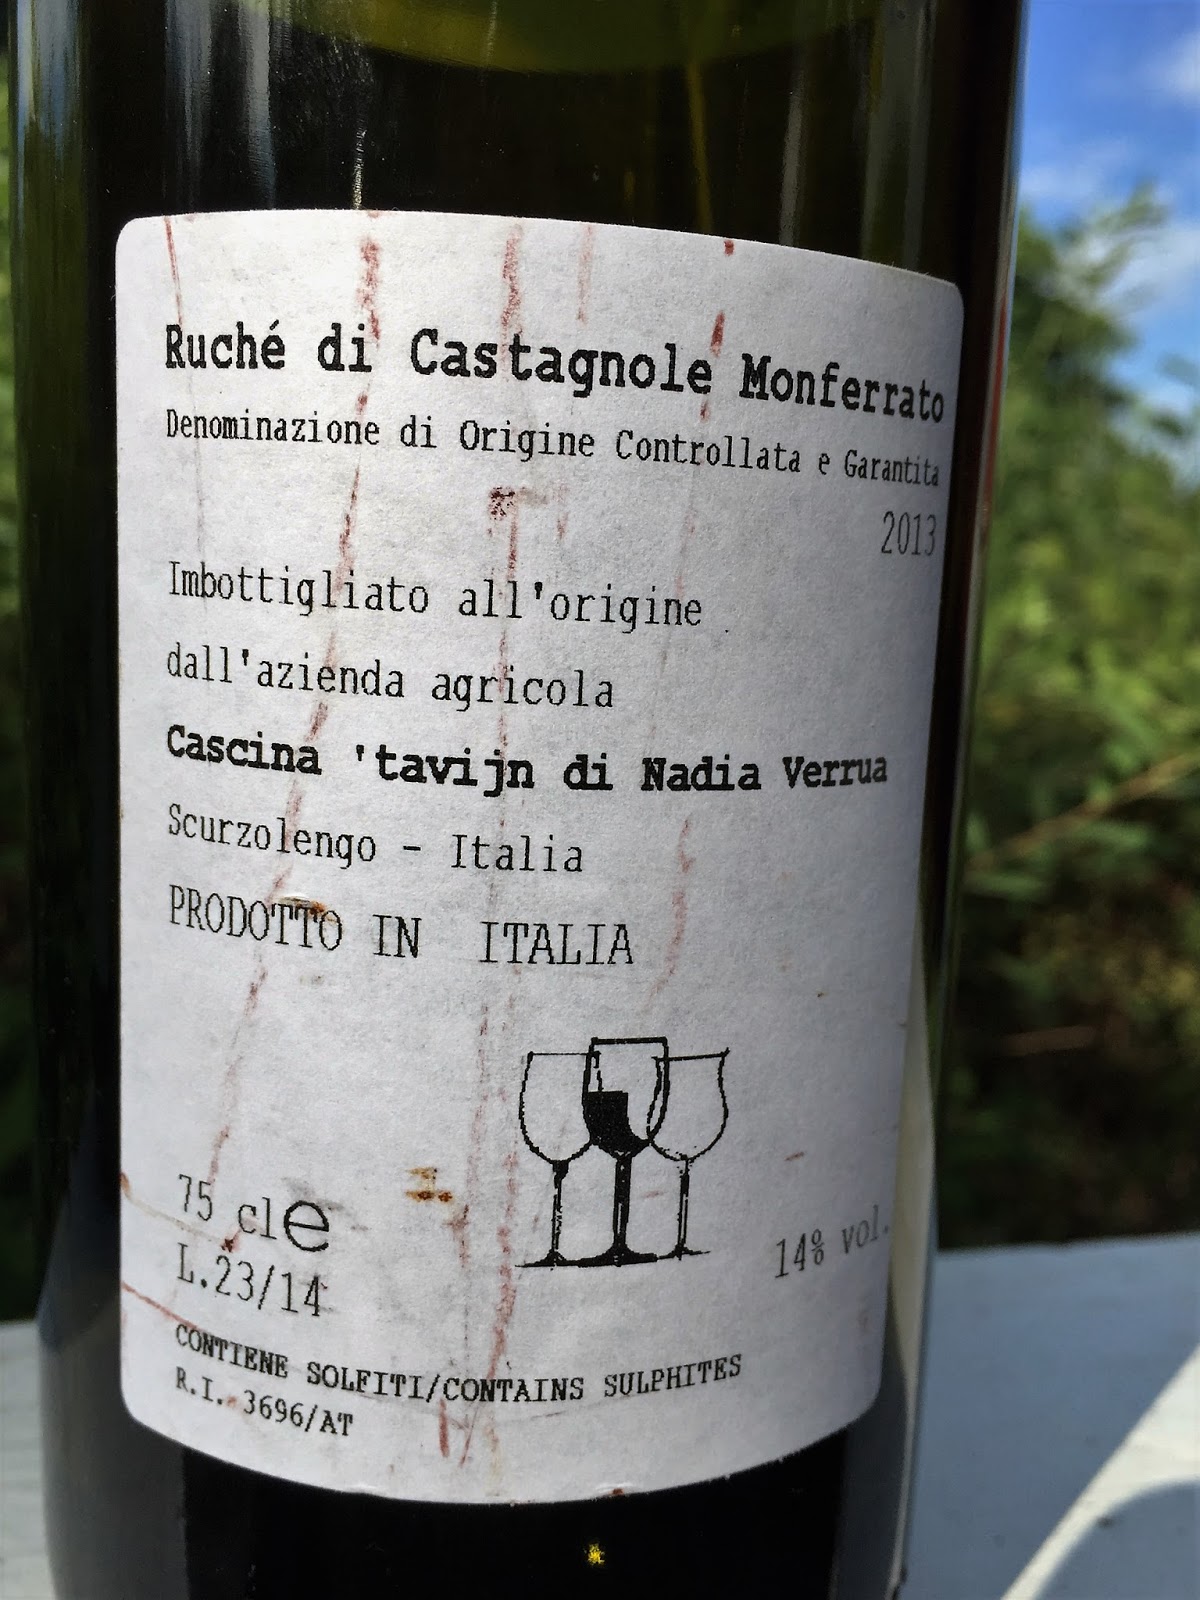 Ruché di Castagnole Monferrato
Denominazione di Origine Controllata e Garantita
2013
Imbottigliato all'origine
dall'azienda agricola
Cascina 'tavijn di Nadia Verrua
Scurzolengo - Italia
PRODOTTO IN ITALIA
75 cl e
L.23/14
14% vol.
CONTIENE SOLFITI/CONTAINS SULPHITES
R.I. 3696/AT